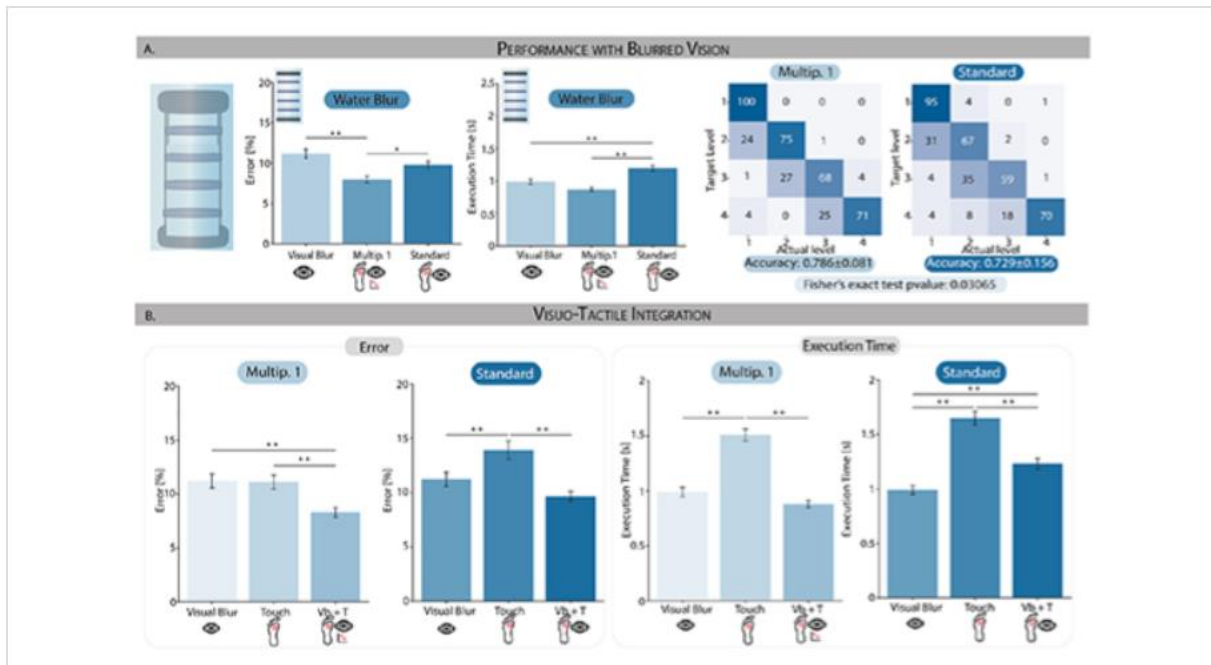 A. PERFORMANCE WITH BLURRED VISION
Water Blur
Error [%]
20
15
10
5
0
Visual Blur Multip. 1 Standard
** *
Water Blur
Execution Time [s]
2.5
2
1.5
1
0.5
0
Visual Blur Multip.1 Standard
** **
Multip. 1
Target Level
1 100 0 0 0
2 24 75 1 0
3 1 27 68 4
4 4 0 25 71
1 2 3 4
Actual level
Accuracy: 0.786±0.081
Standard
Target level
1 95 4 0 1
2 31 67 2 0
3 4 35 59 1
4 4 8 18 70
1 2 3 4
Actual level
Accuracy: 0.729±0.156
Fisher's exact test pvalue: 0.03065
B. VISUO-TACTILE INTEGRATION
Error
Multip. 1
Error [%]
20
15
10
5
0
** **
Visual Blur Touch Vb + T
Standard
Error [%]
20
15
10
5
0
** **
Visual Blur Touch Vb + T
Execution Time
Multip. 1
Execution Time [s]
2
1.5
1
0.5
0
** **
Visual Blur Touch Vb + T
Standard
Execution Time [s]
2
1.5
1
0.5
0
** ** **
Visual Blur Touch Vb + T